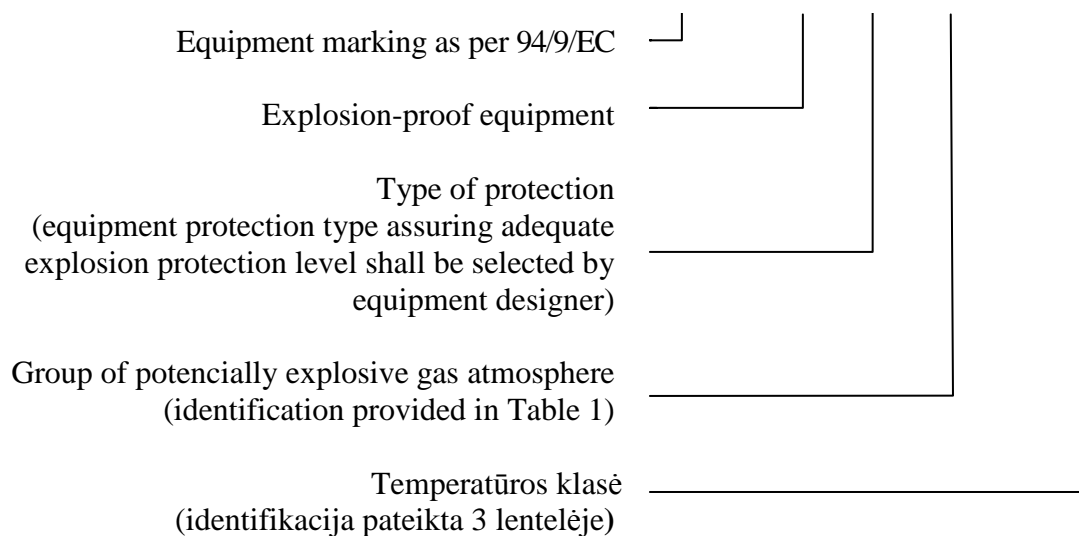 Equipment marking as per 94/9/EC
Explosion-proof equipment
Type of protection
(equipment protection type assuring adequate
explosion protection level shall be selected by
equipment designer)
Group of potencially explosive gas atmosphere
(identification provided in Table 1)
Temperatūros klasė
(identifikacija pateikta 3 lentelėje)